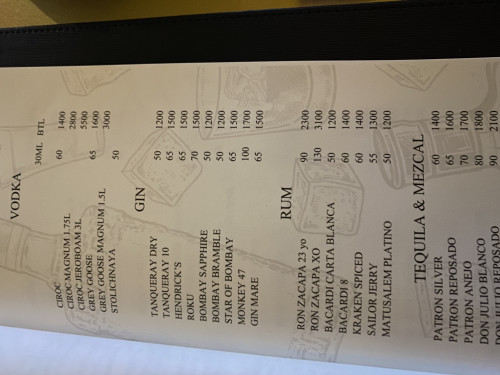 VODKA
30ML BTL
CIROC 60 1400
CIROC MAGNUM 1.75L 2800
CIROC JEROBOAM 3L 5500
GREY GOOSE 65 1600
GREY GOOSE MAGNUM 1.5L 3000
STOLICHNAYA 50
GIN
TANQUERAY DRY 50 1200
TANQUERAY 10 65 1500
HENDRICK'S 65 1500
ROKU 70 1500
BOMBAY SAPPHIRE 50 1200
BOMBAY BRAMBLE 50 1200
STAR OF BOMBAY 65 1500
MONKEY 47 100 1700
GIN MARE 65 1500
RUM
RON ZACAPA 23 yo 90 2300
RON ZACAPA XO 130 3100
BACARDI CARTA BLANCA 50 1200
BACARDI 8 60 1400
KRAKEN SPICED 60 1400
SAILOR JERRY 55 1300
MATUSALEM PLATINO 50 1200
TEQUILA & MEZCAL
PATRON SILVER 60 1400
PATRON REPOSADO 65 1600
PATRON ANEJO 70 1700
DON JULIO BLANCO 80 1800
DON JULIO REPOSADO 90 2100